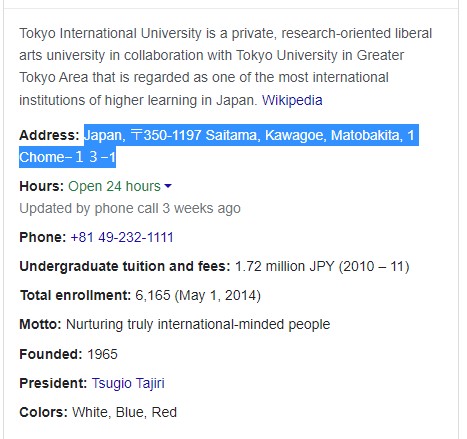 Tokyo International University is a private, research-oriented liberal
arts university in collaboration with Tokyo University in Greater
Tokyo Area that is regarded as one of the most international
institutions of higher learning in Japan. Wikipedia
Address: Japan, 〒350-1197 Saitama, Kawagoe, Matobakita, 1
Chome−１３−1
Hours: Open 24 hours
Updated by phone call 3 weeks ago
Phone: +81 49-232-1111
Undergraduate tuition and fees: 1.72 million JPY (2010 – 11)
Total enrollment: 6,165 (May 1, 2014)
Motto: Nurturing truly international-minded people
Founded: 1965
President: Tsugio Tajiri
Colors: White, Blue, Red